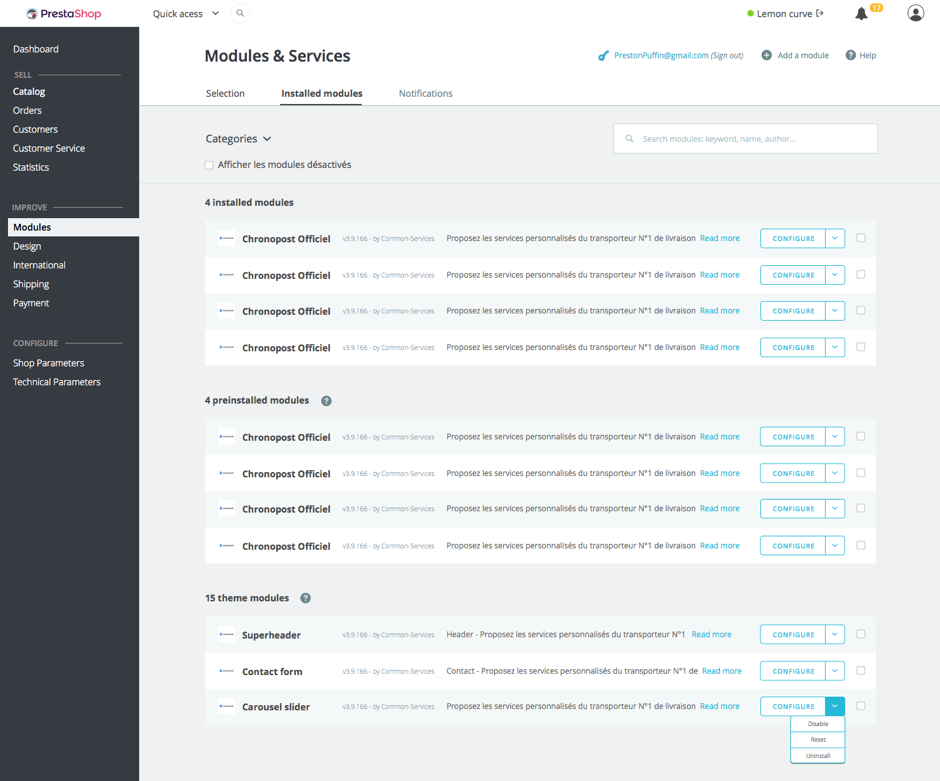 PrestaShop Quick acess Lemon curve 17
Dashboard
SELL
Catalog
Orders
Customers
Customer Service
Statistics
IMPROVE
Modules
Design
International
Shipping
Payment
CONFIGURE
Shop Parameters
Technical Parameters
Modules & Services PrestonPuffin@gmail.com (Sign out) Add a module ? Help
Selection Installed modules Notifications
Categories Search modules: keyword, name, author...
Afficher les modules désactivés
4 installed modules
Chronopost Officiel v3.9.166 - by Common-Services Proposez les services personnalisés du transporteur N°1 de livraison Read more CONFIGURE
Chronopost Officiel v3.9.166 - by Common-Services Proposez les services personnalisés du transporteur N°1 de livraison Read more CONFIGURE
Chronopost Officiel v3.9.166 - by Common-Services Proposez les services personnalisés du transporteur N°1 de livraison Read more CONFIGURE
Chronopost Officiel v3.9.166 - by Common-Services Proposez les services personnalisés du transporteur N°1 de livraison Read more CONFIGURE
4 preinstalled modules ?
Chronopost Officiel v3.9.166 - by Common-Services Proposez les services personnalisés du transporteur N°1 de livraison Read more CONFIGURE
Chronopost Officiel v3.9.166 - by Common-Services Proposez les services personnalisés du transporteur N°1 de livraison Read more CONFIGURE
Chronopost Officiel v3.9.166 - by Common-Services Proposez les services personnalisés du transporteur N°1 de livraison Read more CONFIGURE
Chronopost Officiel v3.9.166 - by Common-Services Proposez les services personnalisés du transporteur N°1 de livraison Read more CONFIGURE
15 theme modules ?
Superheader v3.9.166 - by Common-Services Header - Proposez les services personnalisés du transporteur N°1 Read more CONFIGURE
Contact form v3.9.166 - by Common-Services Contact - Proposez les services personnalisés du transporteur N°1 de Read more CONFIGURE
Carousel slider v3.9.166 - by Common-Services Proposez les services personnalisés du transporteur N°1 de livraison Read more CONFIGURE
Disable
Reset
Uninstall